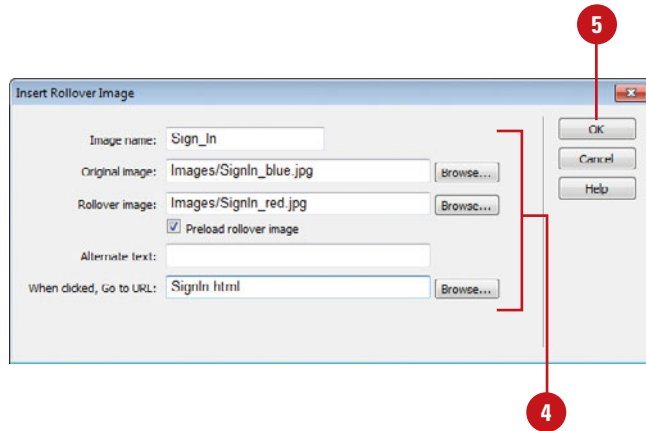 5
Insert Rollover Image
Image name: Sign_In
OK
Original image: Images/SignIn_blue.jpg Browse...
Cancel
Rollover image: Images/SignIn_red.jpg Browse...
Help
Preload rollover image
Alternate text:
When clicked, Go to URL: SignIn.html Browse...
4